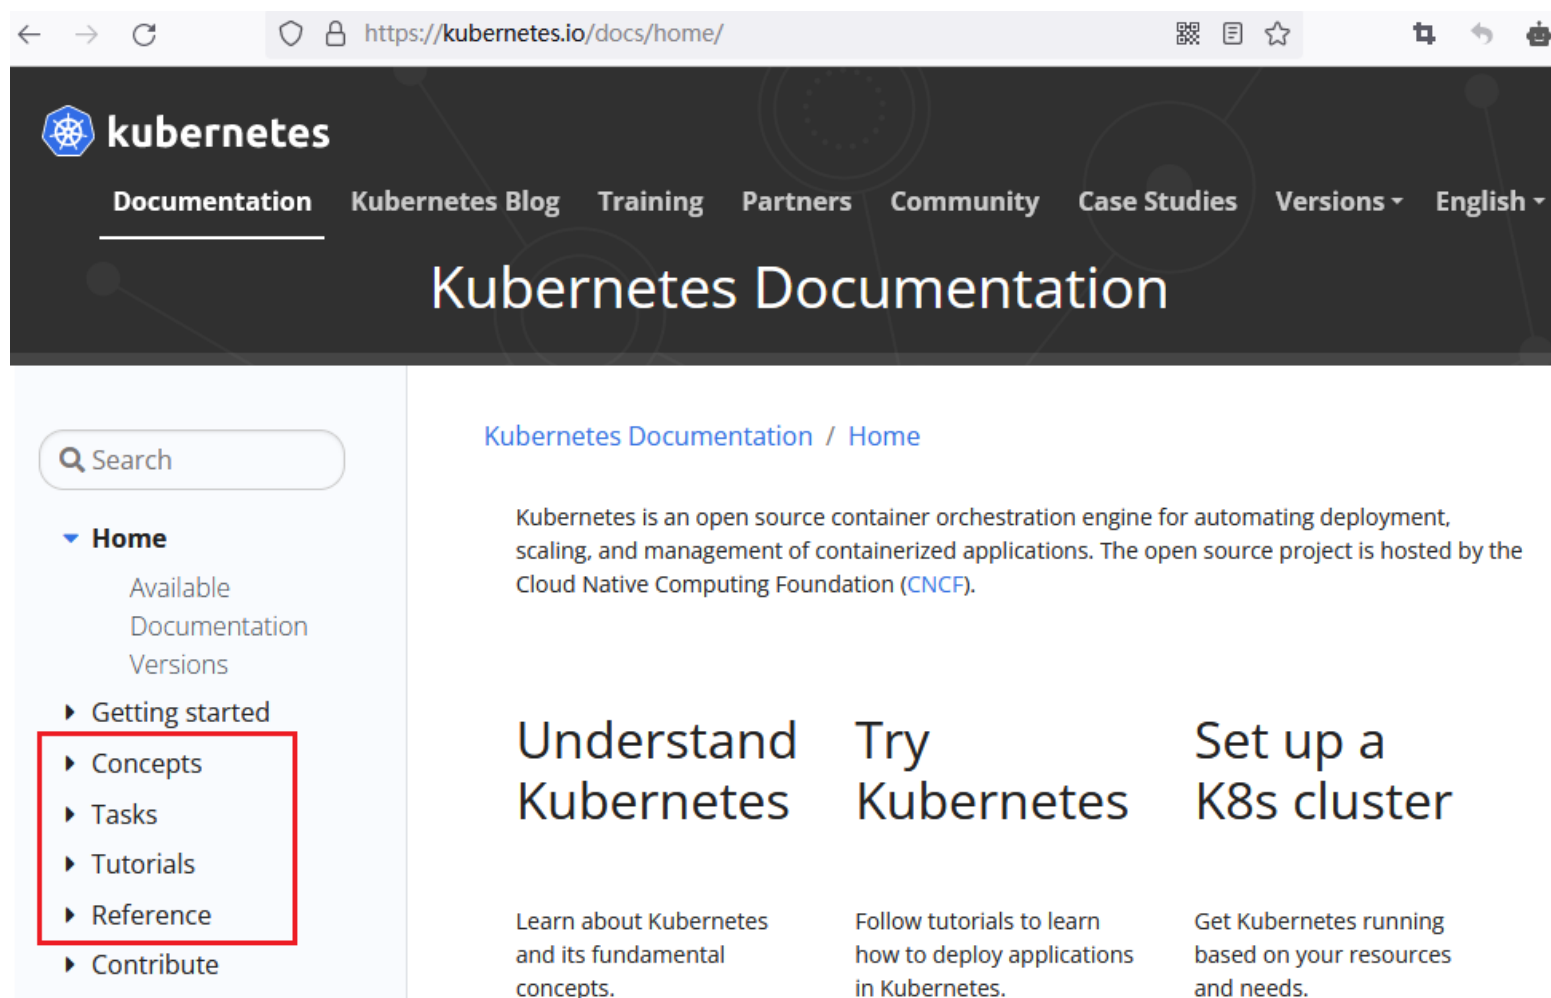 https://kubernetes.io/docs/home/
kubernetes
Documentation Kubernetes Blog Training Partners Community Case Studies Versions English
Kubernetes Documentation
Search
Home
Available
Documentation
Versions
Getting started
Concepts
Tasks
Tutorials
Reference
Contribute
Kubernetes Documentation / Home
Kubernetes is an open source container orchestration engine for automating deployment,
scaling, and management of containerized applications. The open source project is hosted by the
Cloud Native Computing Foundation (CNCF).
Understand
Kubernetes
Learn about Kubernetes
and its fundamental
concepts.
Try
Kubernetes
Follow tutorials to learn
how to deploy applications
in Kubernetes.
Set up a
K8s cluster
Get Kubernetes running
based on your resources
and needs.